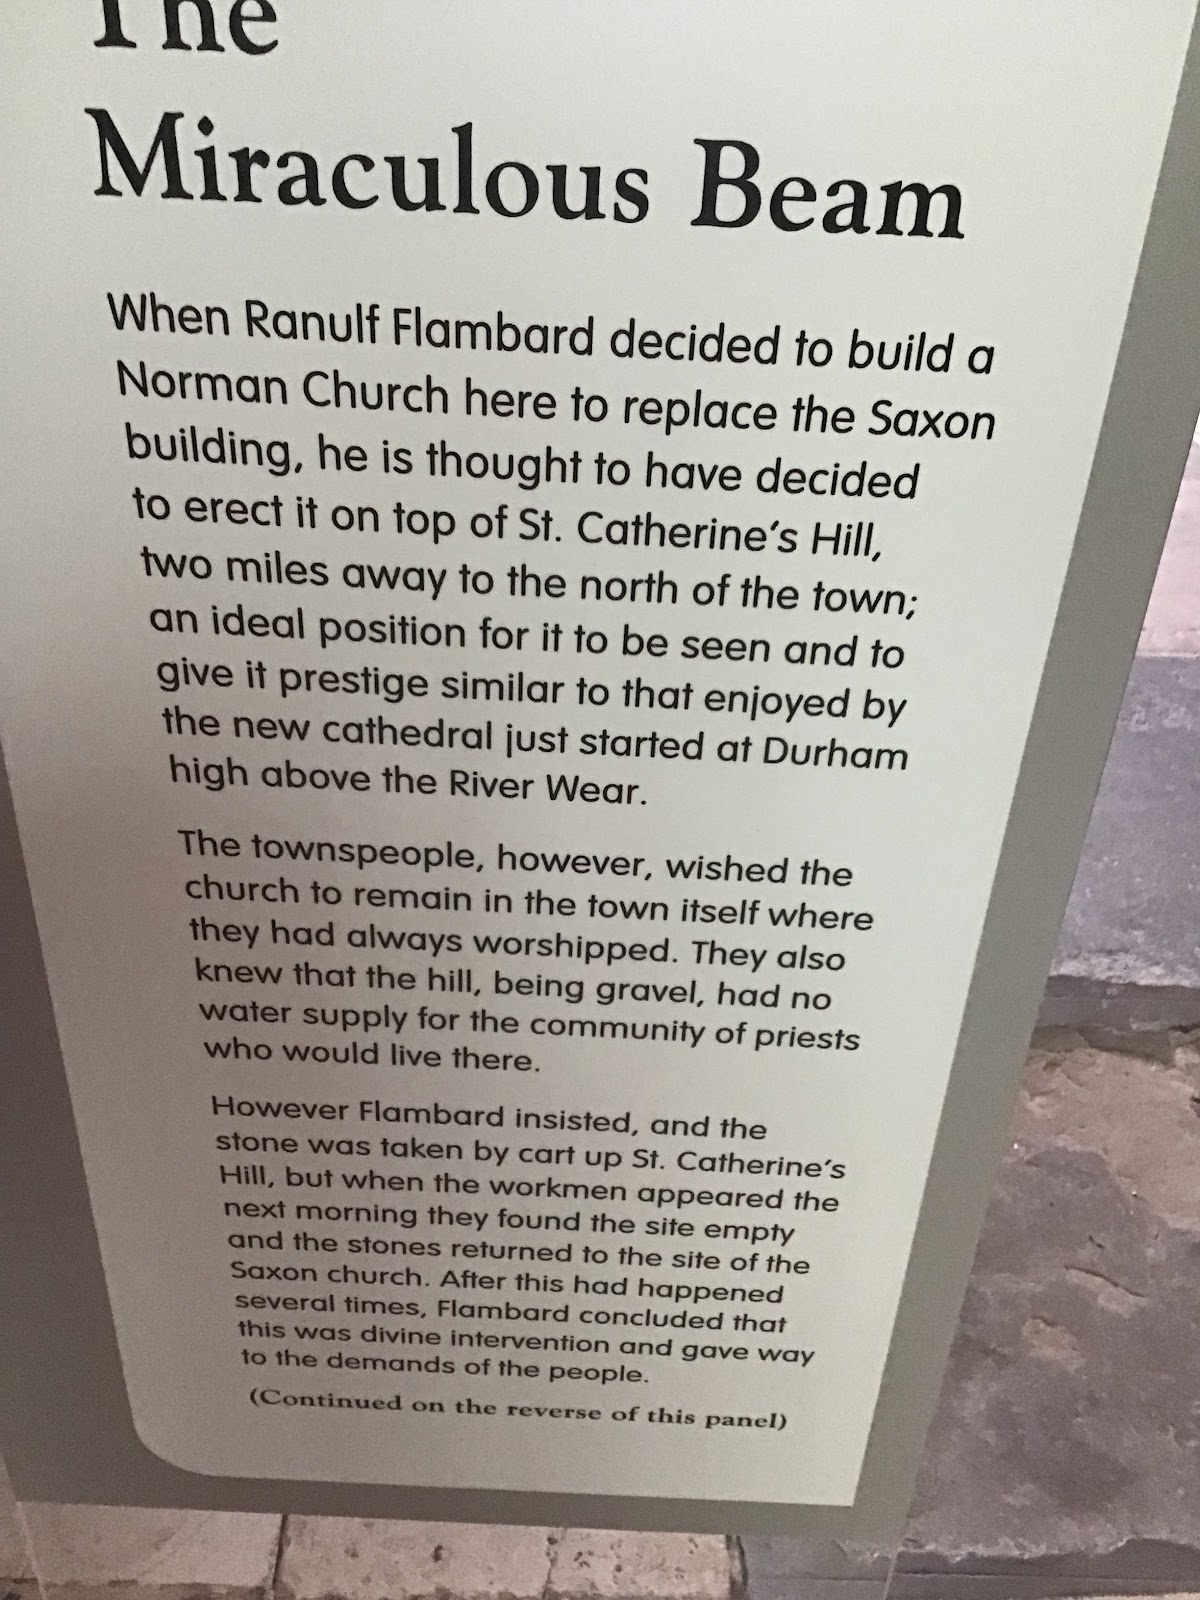 The
Miraculous Beam
When Ranulf Flambard decided to build a
Norman Church here to replace the Saxon
building, he is thought to have decided
to erect it on top of St. Catherine's Hill,
two miles away to the north of the town;
an ideal position for it to be seen and to
give it prestige similar to that enjoyed by
the new cathedral just started at Durham
high above the River Wear.
The townspeople, however, wished the
church to remain in the town itself where
they had always worshipped. They also
knew that the hill, being gravel, had no
water supply for the community of priests
who would live there.
However Flambard insisted, and the
stone was taken by cart up St. Catherine's
Hill, but when the workmen appeared the
next morning they found the site empty
and the stones returned to the site of the
Saxon church. After this had happened
several times, Flambard concluded that
this was divine intervention and gave way
to the demands of the people.
(Continued on the reverse of this panel)